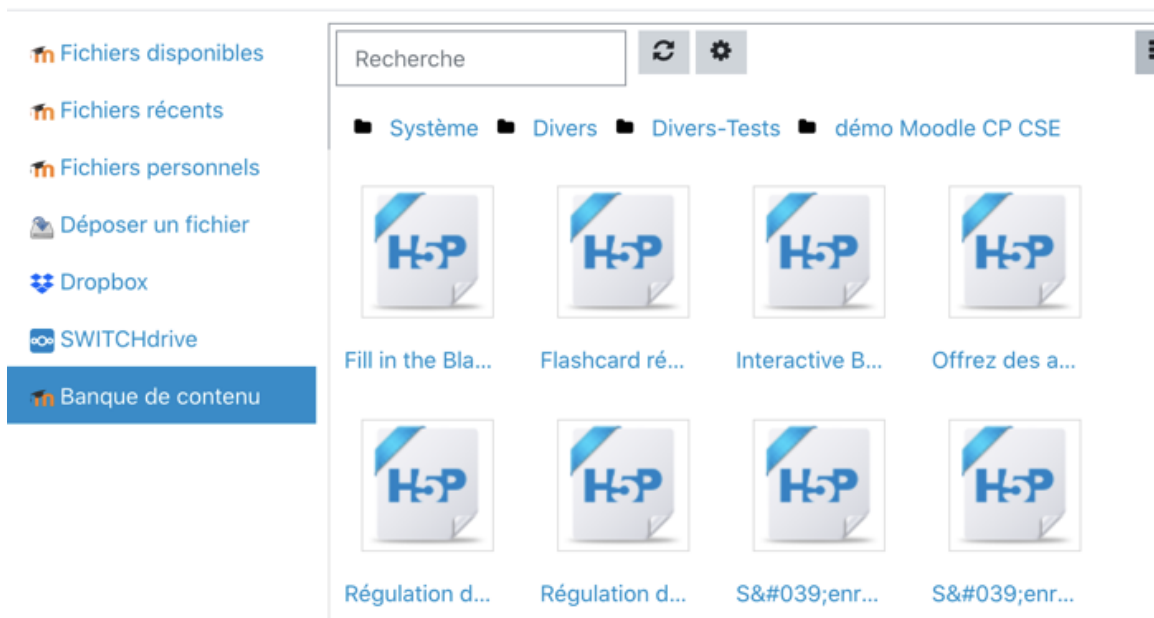 Fichiers disponibles
Fichiers récents
Fichiers personnels
Déposer un fichier
Dropbox
SWITCHdrive
Banque de contenu
Recherche
Système Divers Divers-Tests démo Moodle CP CSE
H5P H5P H5P H5P
Fill in the Bla... Flashcard ré... Interactive B... Offrez des a...
H5P H5P H5P H5P
Régulation d... Régulation d... S&#039;enr... S&#039;enr...